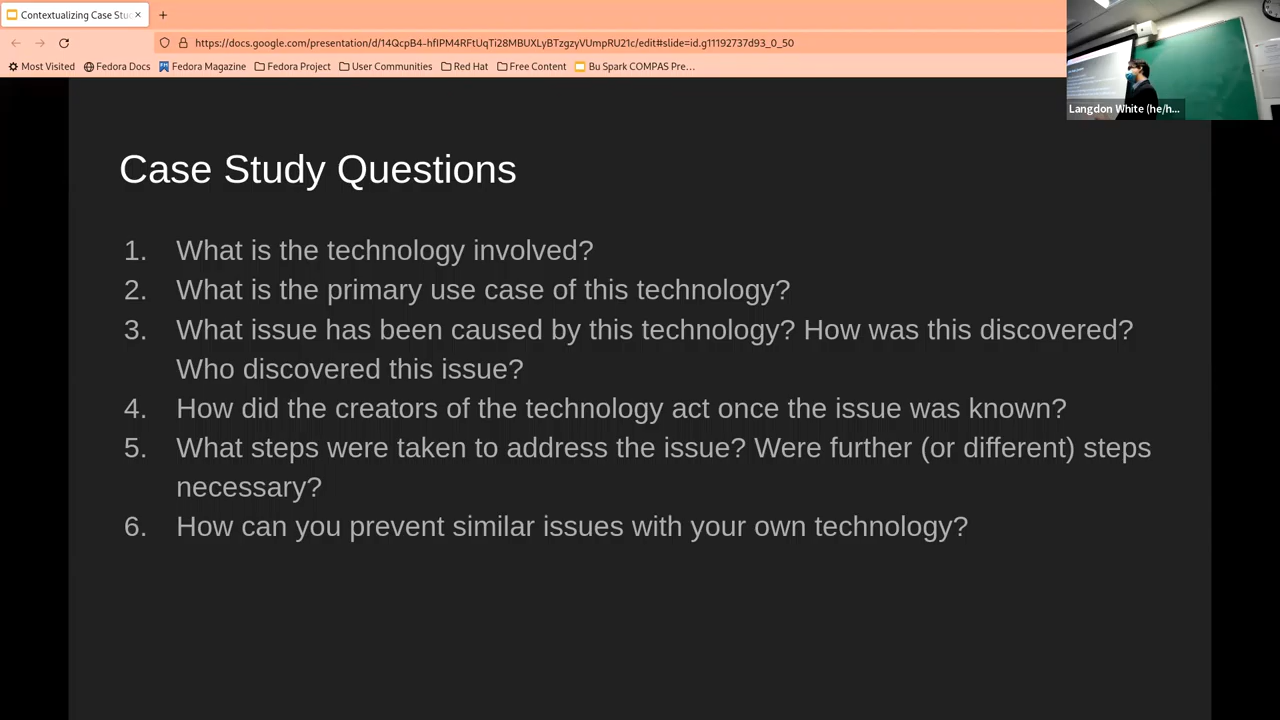 Contextualizing Case Stu
https://docs.google.com/presentation/d/14QcpB4-hfIPM4RFtUqTi28MBUXLyBTzgzyVUmpRU21c/edit#slide=id.g11192737d93_0_50
Most Visited Fedora Docs Fedora Magazine Fedora Project User Communities Red Hat Free Content Bu Spark COMPAS Pre…
Langdon White (he/h...
Case Study Questions
1. What is the technology involved?
2. What is the primary use case of this technology?
3. What issue has been caused by this technology? How was this discovered?
Who discovered this issue?
4. How did the creators of the technology act once the issue was known?
5. What steps were taken to address the issue? Were further (or different) steps
necessary?
6. How can you prevent similar issues with your own technology?